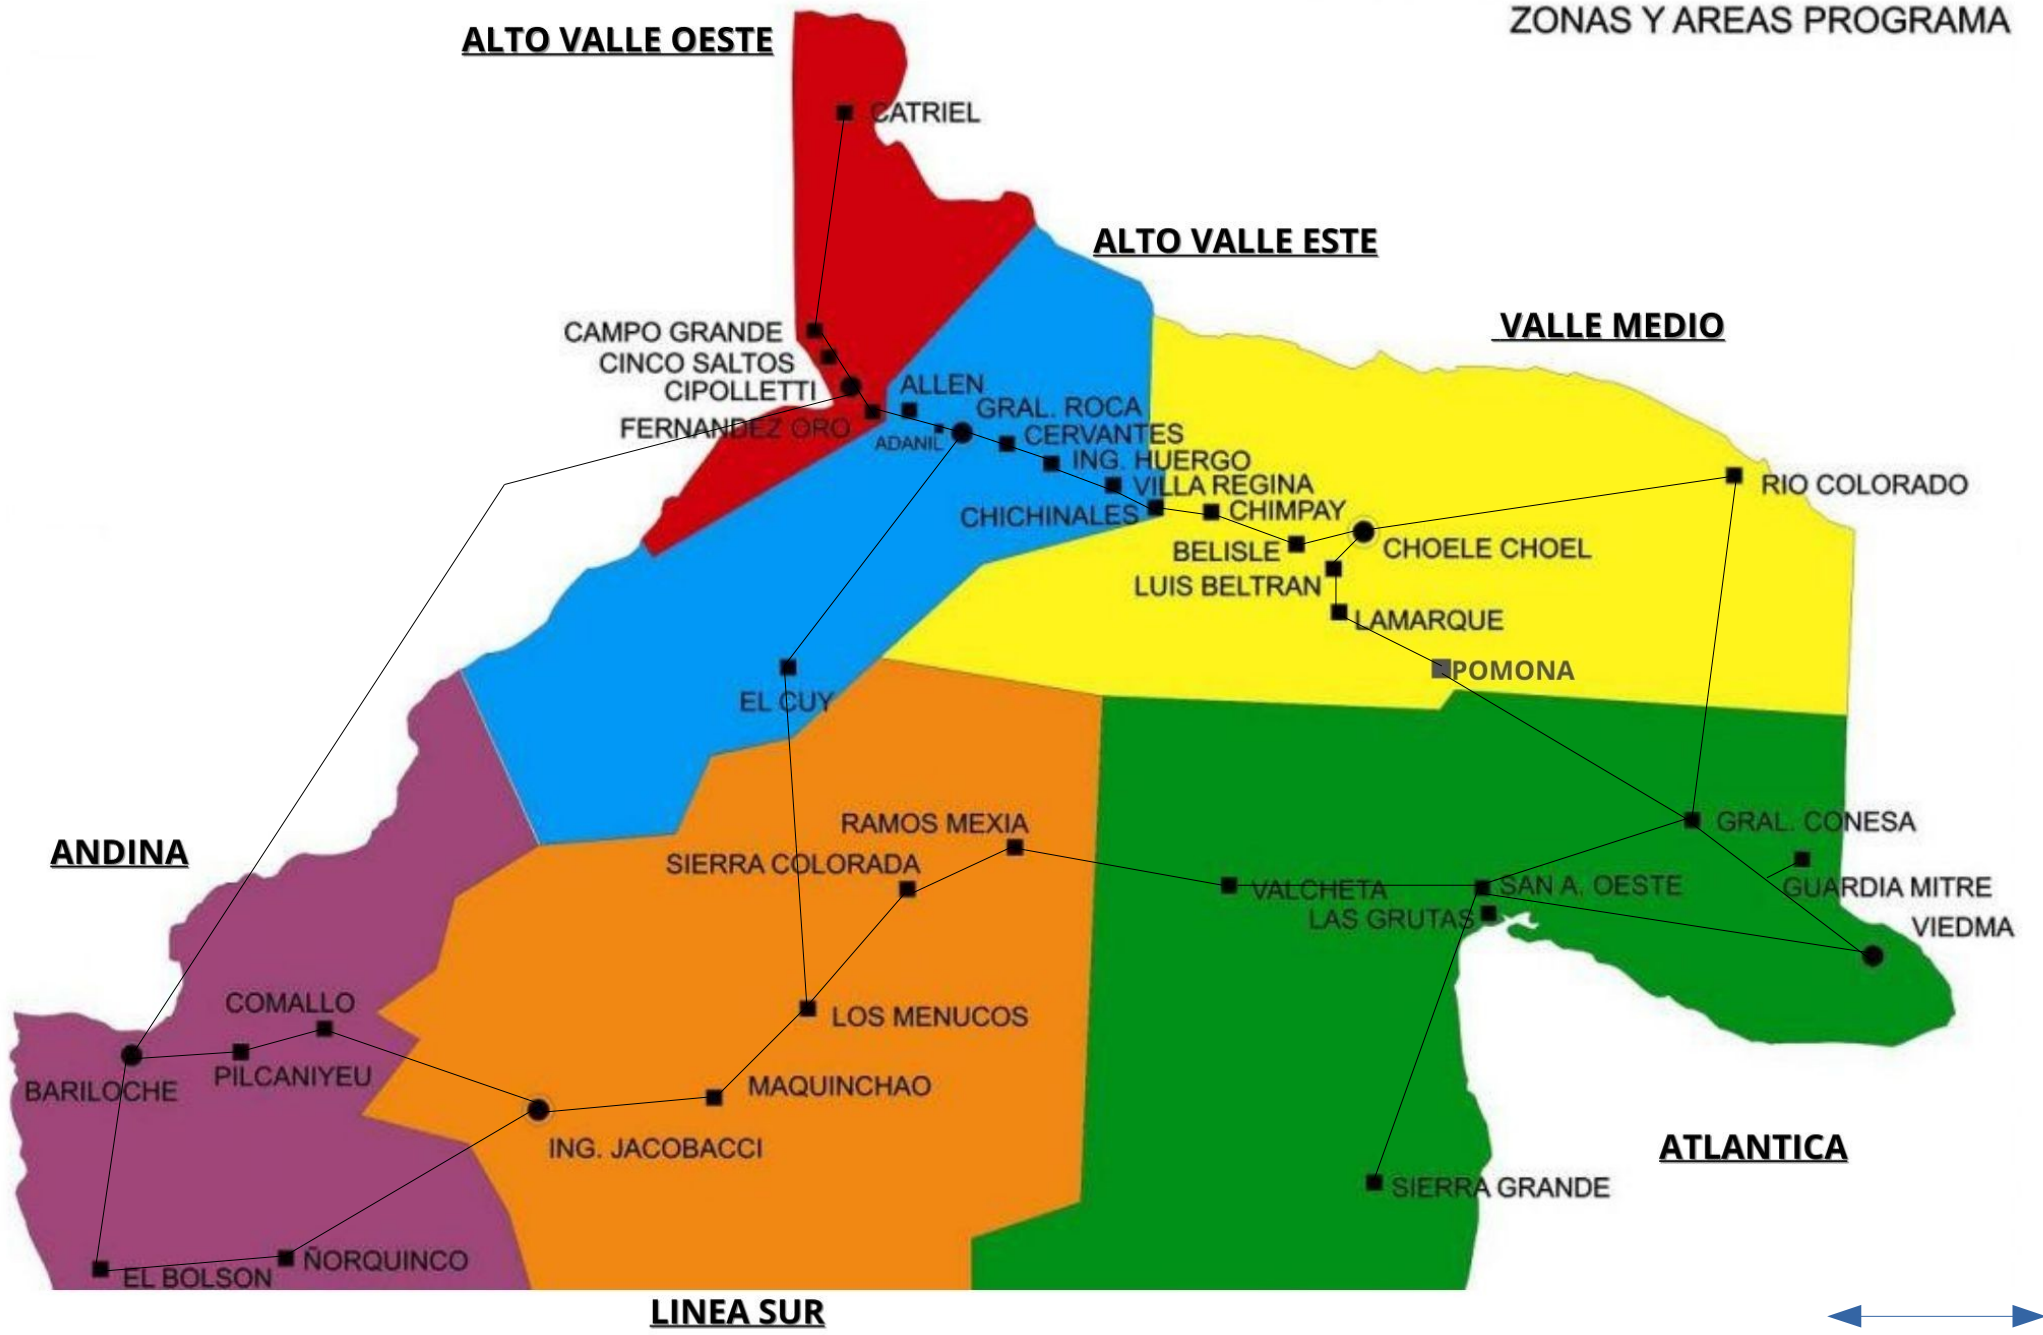 ZONAS Y AREAS PROGRAMA
ALTO VALLE OESTE
CATRIEL
ALTO VALLE ESTE
CAMPO GRANDE
VALLE MEDIO
CINCO SALTOS
CIPOLLETTI
ALLEN
GRAL. ROCA
FERNANDEZ ORO
ADANIL
CERVANTES
ING. HUERGO
VILLA REGINA
RIO COLORADO
CHICHINALES
CHIMPAY
BELISLE
CHOELE CHOEL
LUIS BELTRAN
LAMARQUE
POMONA
EL CUY
RAMOS MEXIA
GRAL. CONESA
ANDINA
SIERRA COLORADA
VALCHETA
SAN A. OESTE
GUARDIA MITRE
LAS GRUTAS
VIEDMA
COMALLO
LOS MENUCOS
PILCANIYEU
BARILOCHE
MAQUINCHAO
ING. JACOBACCI
ATLANTICA
SIERRA GRANDE
ÑORQUINCO
EL BOLSON
LINEA SUR